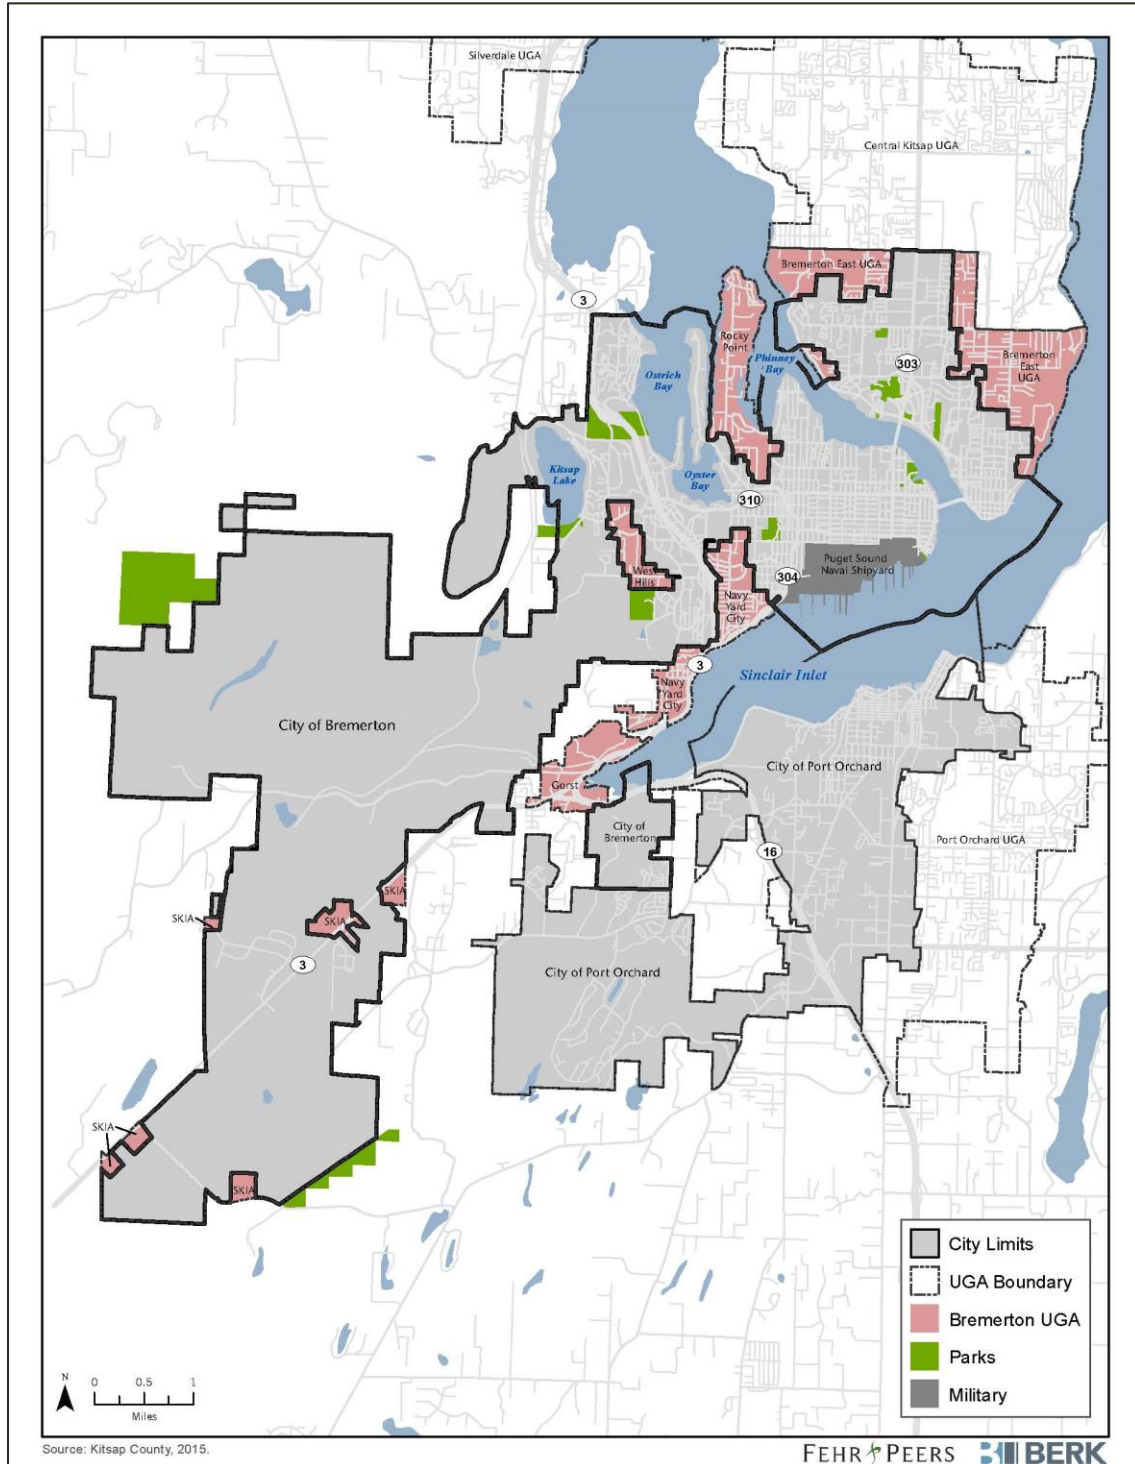 Silverdale UGA
Central Kitsap UGA
Bremerton East UGA
3
Rocky
Point
Phinney
Bay
303
Bremerton
East
UGA
Ostrich
Bay
Kitsap
Lake
Oyster
Bay
310
Puget Sound
Naval Shipyard
West
Hills
304
Navy
Yard
City
3
Sinclair Inlet
Navy
Yard
City
City of Bremerton
City of Port Orchard
Gorst
City of
Bremerton
Port Orchard UGA
16
SKIA
SKIA
SKIA
3
City of Port Orchard
SKIA
SKIA
City Limits
UGA Boundary
Bremerton UGA
Parks
Military
N
0 0.5 1
Miles
Source: Kitsap County, 2015.
FEHR PEERS
BERK